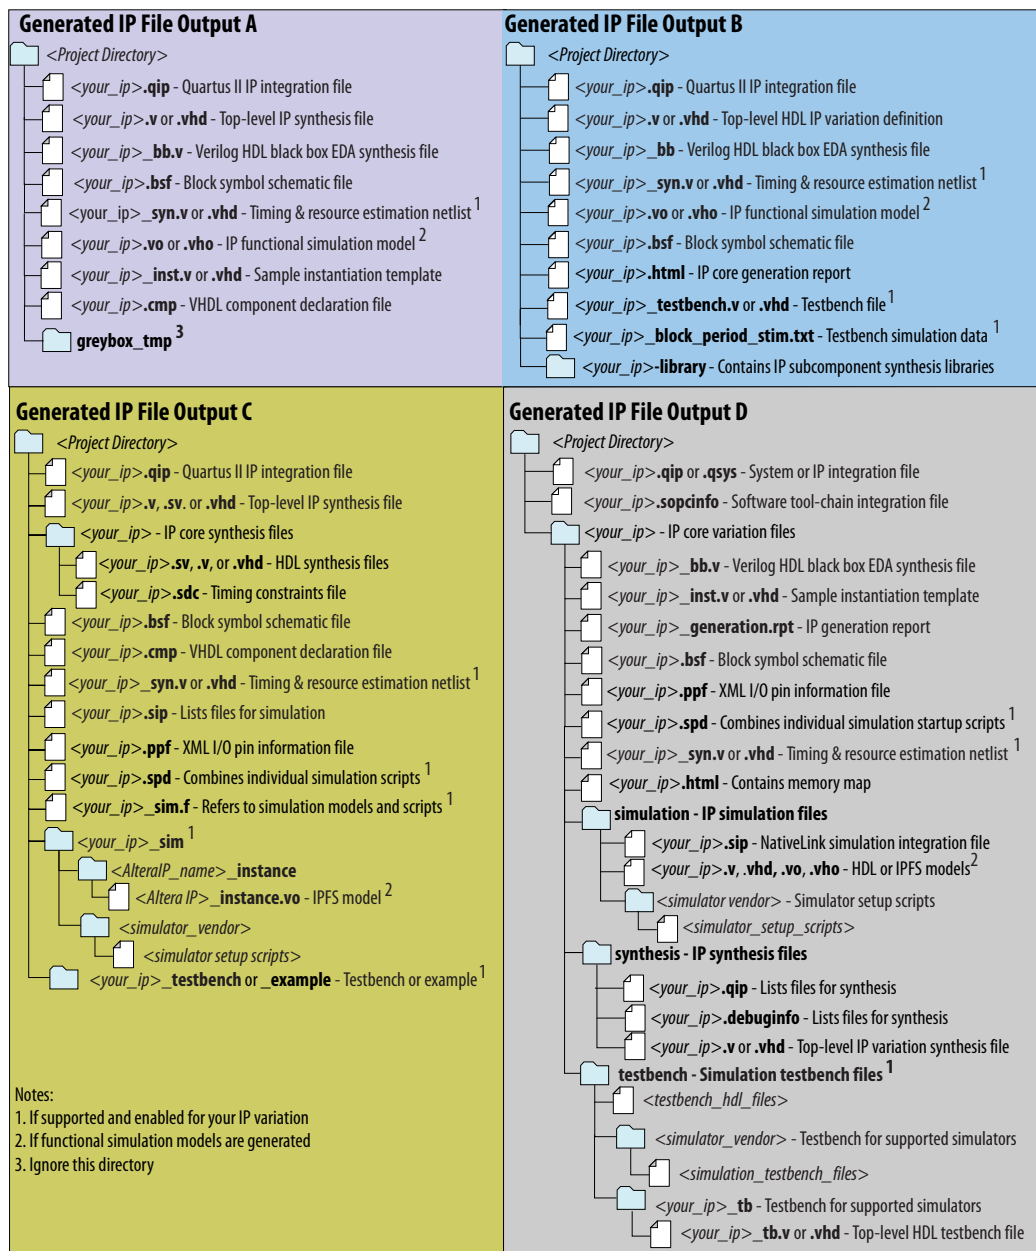 Generated IP File Output A
<Project Directory>
<your_ip>.qip - Quartus II IP integration file
<your_ip>.v or .vhd - Top-level IP synthesis file
<your_ip>_bb.v - Verilog HDL black box EDA synthesis file
<your_ip>.bsf - Block symbol schematic file
<your_ip>_syn.v or .vhd - Timing & resource estimation netlist 1
<your_ip>.vo or .vho - IP functional simulation model 2
<your_ip>_inst.v or .vhd - Sample instantiation template
<your_ip>.cmp - VHDL component declaration file
greybox_tmp 3
Generated IP File Output B
<Project Directory>
<your_ip>.qip - Quartus II IP integration file
<your_ip>.v or .vhd - Top-level HDL IP variation definition
<your_ip>_bb - Verilog HDL black box EDA synthesis file
<your_ip>_syn.v or .vhd - Timing & resource estimation netlist 1
<your_ip>.vo or .vho - IP functional simulation model 2
<your_ip>.bsf - Block symbol schematic file
<your_ip>.html - IP core generation report
<your_ip>_testbench.v or .vhd - Testbench file 1
<your_ip>_block_period_stim.txt - Testbench simulation data 1
<your_ip>-library - Contains IP subcomponent synthesis libraries
Generated IP File Output C
<Project Directory>
<your_ip>.qip - Quartus II IP integration file
<your_ip>.v, .sv. or .vhd - Top-level IP synthesis file
<your_ip> - IP core synthesis files
<your_ip>.sv, .v, or .vhd - HDL synthesis files
<your_ip>.sdc - Timing constraints file
<your_ip>.bsf - Block symbol schematic file
<your_ip>.cmp - VHDL component declaration file
<your_ip>_syn.v or .vhd - Timing & resource estimation netlist 1
<your_ip>.sip - Lists files for simulation
<your_ip>.ppf - XML I/O pin information file
<your_ip>.spd - Combines individual simulation scripts 1
<your_ip>_sim.f - Refers to simulation models and scripts 1
<your_ip>_sim 1
<AlteraIP_name>_instance
<Altera IP>_instance.vo - IPFS model 2
<simulator_vendor>
<simulator setup scripts>
<your_ip>_testbench or _example - Testbench or example 1
Notes:
1. If supported and enabled for your IP variation
2. If functional simulation models are generated
3. Ignore this directory
Generated IP File Output D
<Project Directory>
<your_ip>.qip or .qsys - System or IP integration file
<your_ip>.sopcinfo - Software tool-chain integration file
<your_ip> - IP core variation files
<your_ip>_bb.v - Verilog HDL black box EDA synthesis file
<your_ip>_inst.v or .vhd - Sample instantiation template
<your_ip>_generation.rpt - IP generation report
<your_ip>.bsf - Block symbol schematic file
<your_ip>.ppf - XML I/O pin information file
<your_ip>.spd - Combines individual simulation startup scripts 1
<your_ip>_syn.v or .vhd - Timing & resource estimation netlist 1
<your_ip>.html - Contains memory map
simulation - IP simulation files
<your_ip>.sip - NativeLink simulation integration file
<your_ip>.v, .vhd, .vo, .vho - HDL or IPFS models 2
<simulator vendor> - Simulator setup scripts
<simulator_setup_scripts>
synthesis - IP synthesis files
<your_ip>.qip - Lists files for synthesis
<your_ip>.debuginfo - Lists files for synthesis
<your_ip>.v or .vhd - Top-level IP variation synthesis file
testbench - Simulation testbench files 1
<testbench_hdl_files>
<simulator_vendor> - Testbench for supported simulators
<simulation_testbench_files>
<your_ip>_tb - Testbench for supported simulators
<your_ip>_tb.v or .vhd - Top-level HDL testbench file